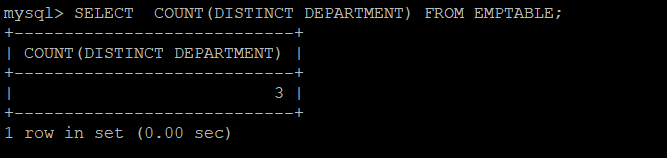 mysql> SELECT  COUNT(DISTINCT DEPARTMENT) FROM EMPTABLE;
+----------------------------+
| COUNT(DISTINCT DEPARTMENT) |
+----------------------------+
|                          3 |
+----------------------------+
1 row in set (0.00 sec)